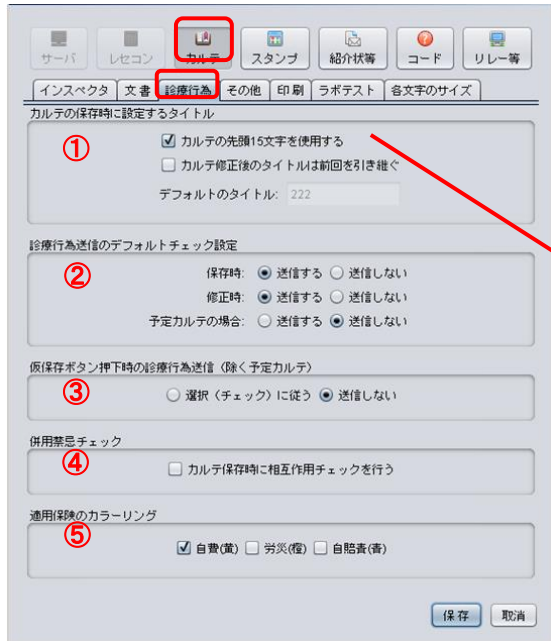 サーバ レセコン カルテ スタンプ 紹介状等 コード リレー等
インスペクタ 文書 診療行為 その他 印刷 ラボテスト 各文字のサイズ
カルテの保存時に設定するタイトル
①
カルテの先頭15文字を使用する
カルテ修正後のタイトルは前回を引き継ぐ
デフォルトのタイトル: 222
診療行為送信のデフォルトチェック設定
②
保存時: 送信する 送信しない
修正時: 送信する 送信しない
予定カルテの場合: 送信する 送信しない
仮保存ボタン押下時の診療行為送信（除く予定カルテ）
③
選択（チェック）に従う 送信しない
併用禁忌チェック
④
カルテ保存時に相互作用チェックを行う
適用保険のカラーリング
⑤
自費(黄) 労災(橙) 自賠責(青)
保存 取消